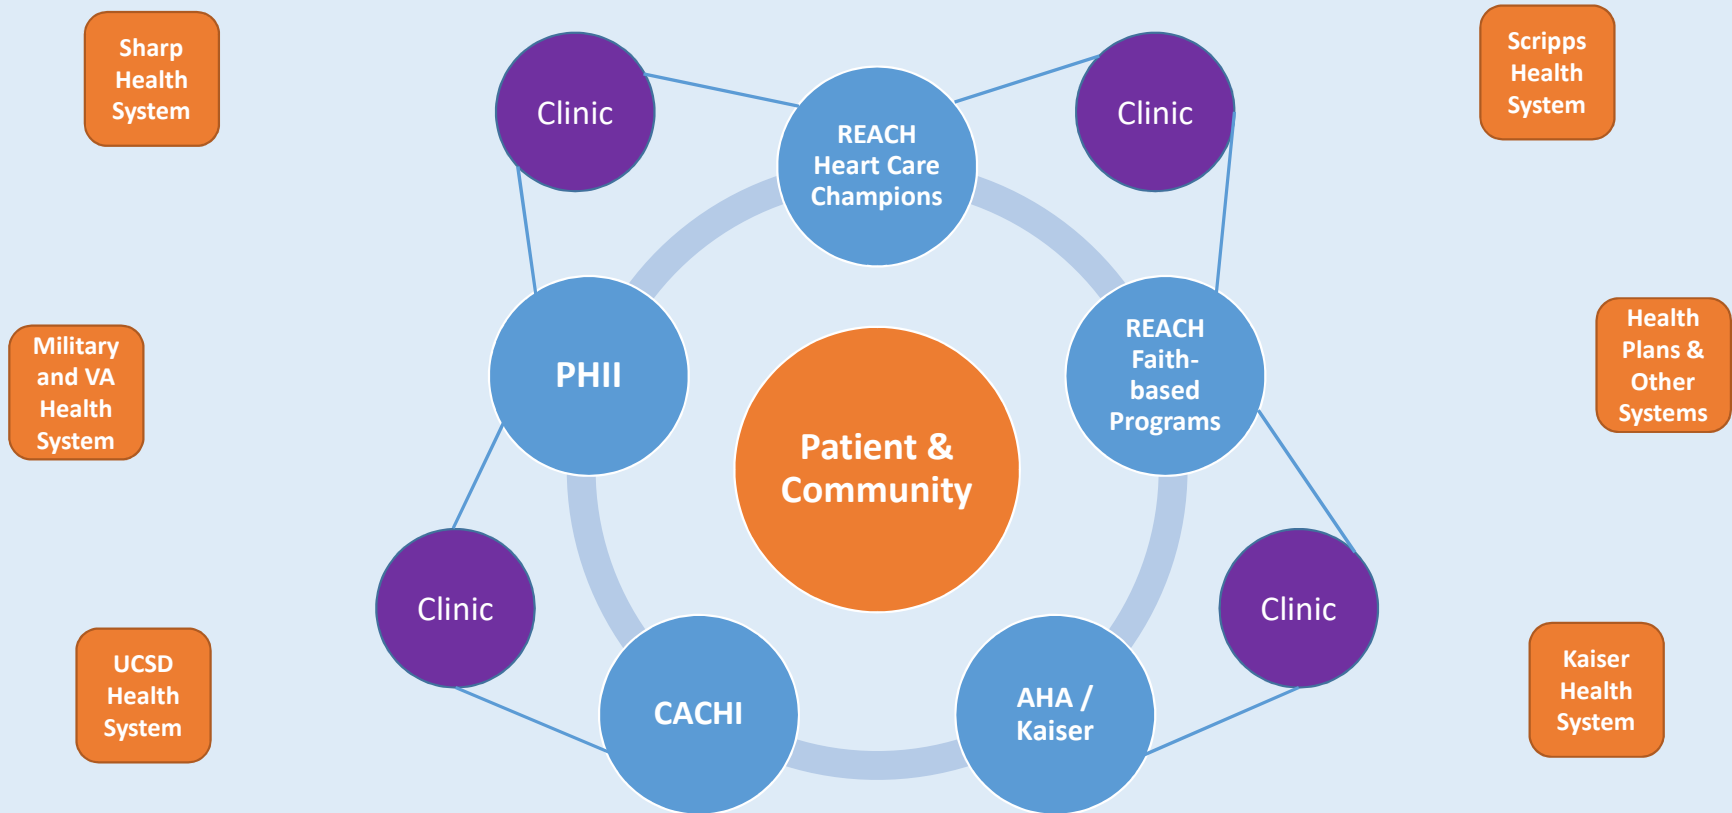 Sharp
Health
System
Clinic
REACH
Heart Care
Champions
Clinic
Scripps
Health
System
Military
and VA
Health
System
PHII
Patient &
Community
REACH
Faith-
based
Programs
Health
Plans &
Other
Systems
UCSD
Health
System
Clinic
CACHI
AHA /
Kaiser
Clinic
Kaiser
Health
System